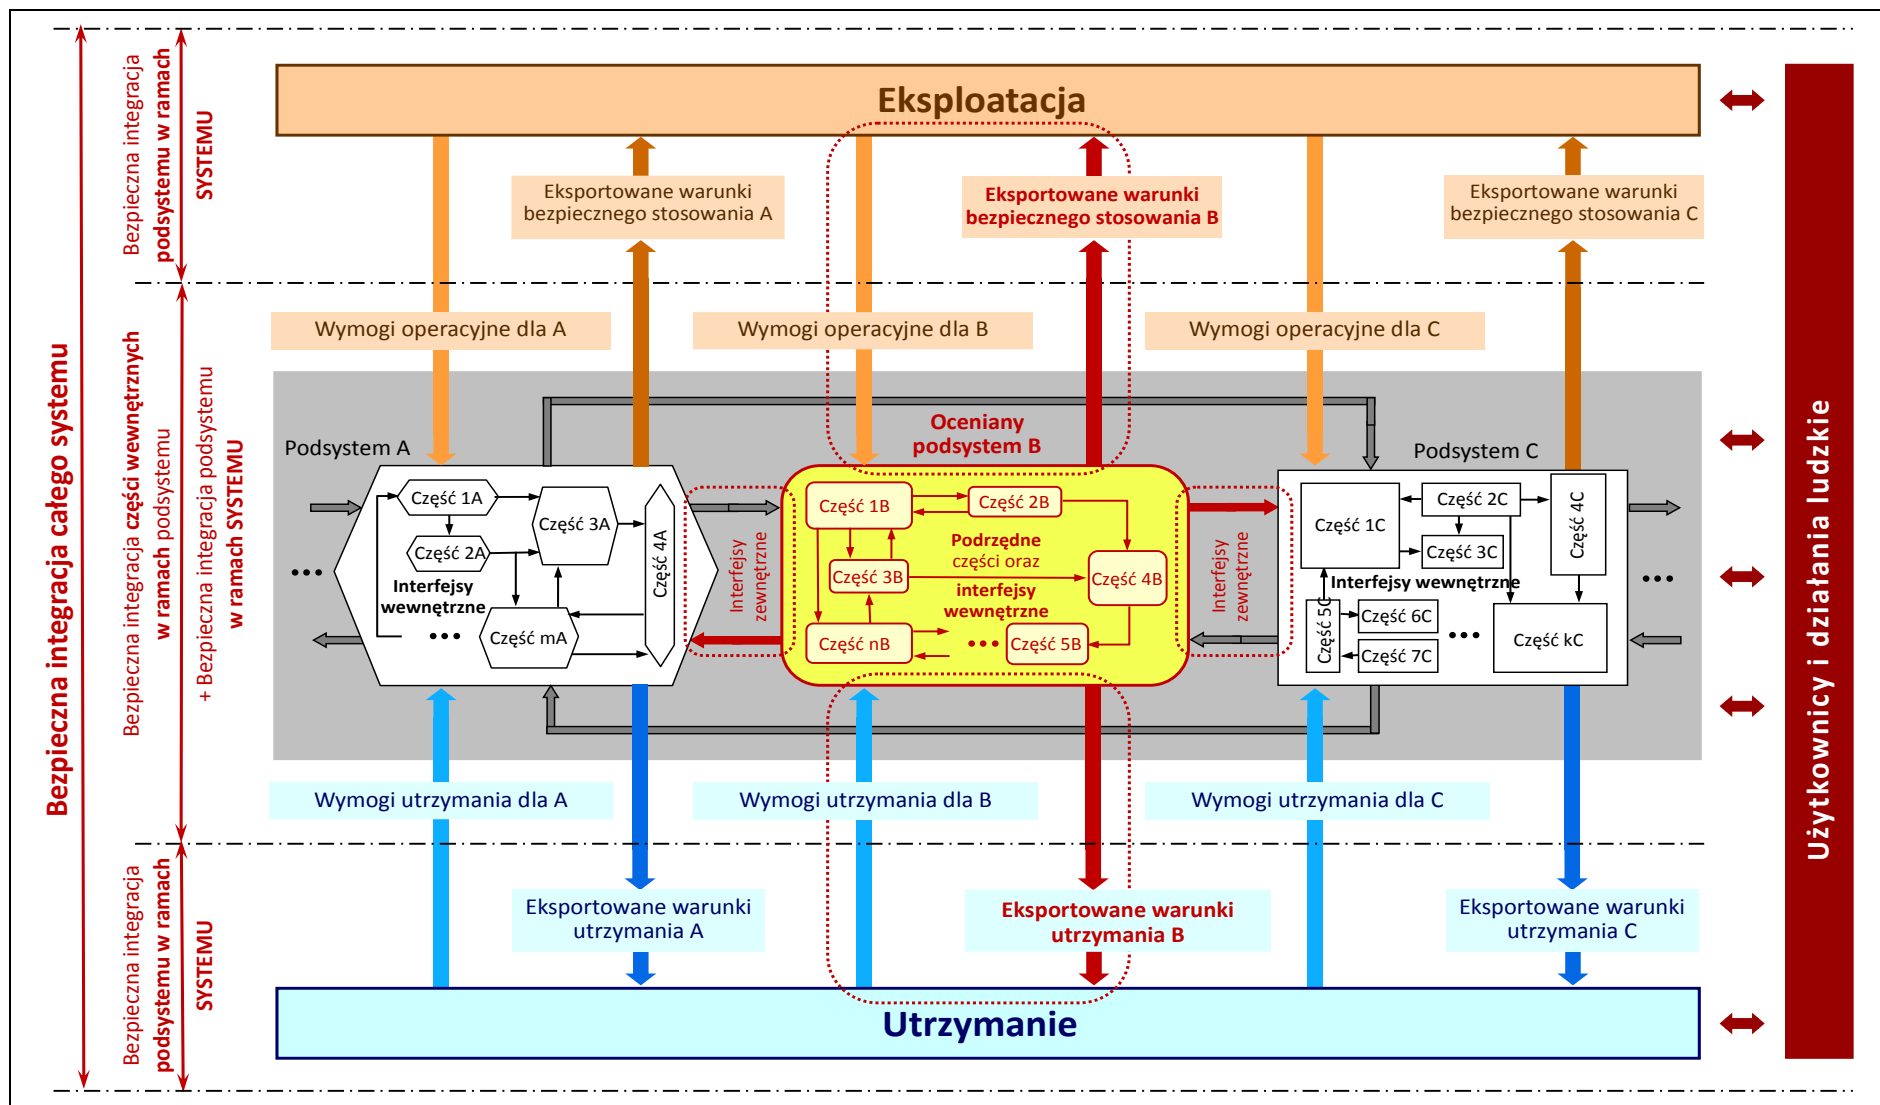 Bezpieczna integracja całego systemu
Bezpieczna integracja
podsystemu w ramach
SYSTEMU
Bezpieczna integracja części wewnętrznych
w ramach podsystemu
+ Bezpieczna integracja podsystemu
w ramach SYSTEMU
Bezpieczna integracja
podsystemu w ramach
SYSTEMU
Eksploatacja
Eksportowane warunki
bezpiecznego stosowania A
Eksportowane warunki
bezpiecznego stosowania B
Eksportowane warunki
bezpiecznego stosowania C
Wymogi operacyjne dla A
Wymogi operacyjne dla B
Wymogi operacyjne dla C
Podsystem A
Część 1A
Część 2A
Część 3A
Część 4A
Interfejsy
wewnętrzne
•••
Część mA
•••
Interfejsy
zewnętrzne
Oceniany
podsystem B
Część 1B
Część 2B
Podrzędne
części oraz
Część 3B
Część 4B
interfejsy
wewnętrzne
Część nB
•••
Część 5B
Interfejsy
zewnętrzne
Podsystem C
Część 1C
Część 2C
Część 3C
Część 4C
Interfejsy wewnętrzne
Część 5C
Część 6C
Część 7C
•••
Część kC
•••
Wymogi utrzymania dla A
Wymogi utrzymania dla B
Wymogi utrzymania dla C
Eksportowane warunki
utrzymania A
Eksportowane warunki
utrzymania B
Eksportowane warunki
utrzymania C
Utrzymanie
Użytkownicy i działania ludzkie